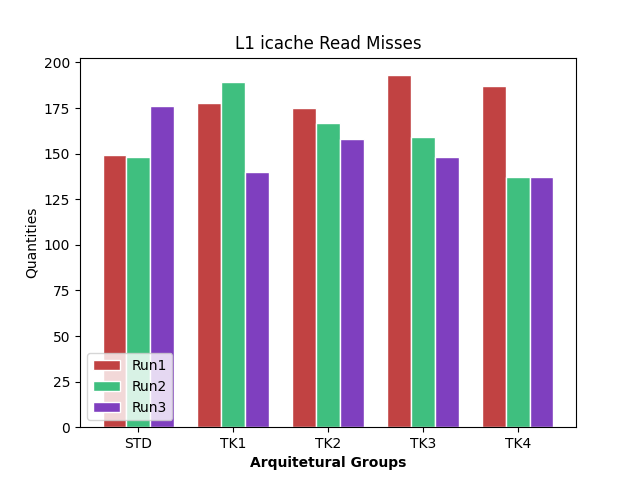 L1 icache Read Misses
200
175
150
125
100
75
50
25
0
Quantities
Run1
Run2
Run3
STD TK1 TK2 TK3 TK4
Arquitetural Groups